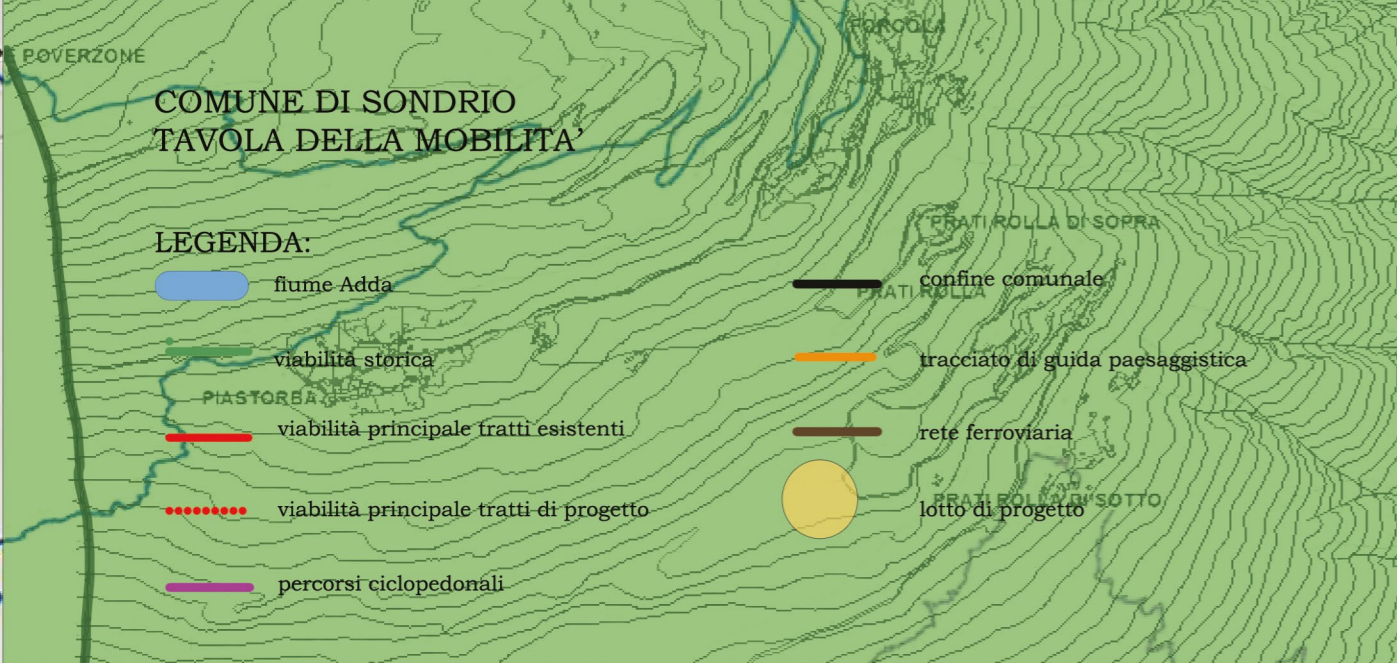 FORCOLA
E POVERZONE
COMUNE DI SONDRIO
TAVOLA DELLA MOBILITA'
PRATI ROLLA DI SOPRA
LEGENDA:
fiume Adda
confine comunale
PRATI ROLLA
viabilità storica
tracciato di guida paesaggistica
PIASTORBA
viabilità principale tratti esistenti
rete ferroviaria
PRATI ROLLA DI SOTTO
viabilità principale tratti di progetto
lotto di progetto
percorsi ciclopedonali